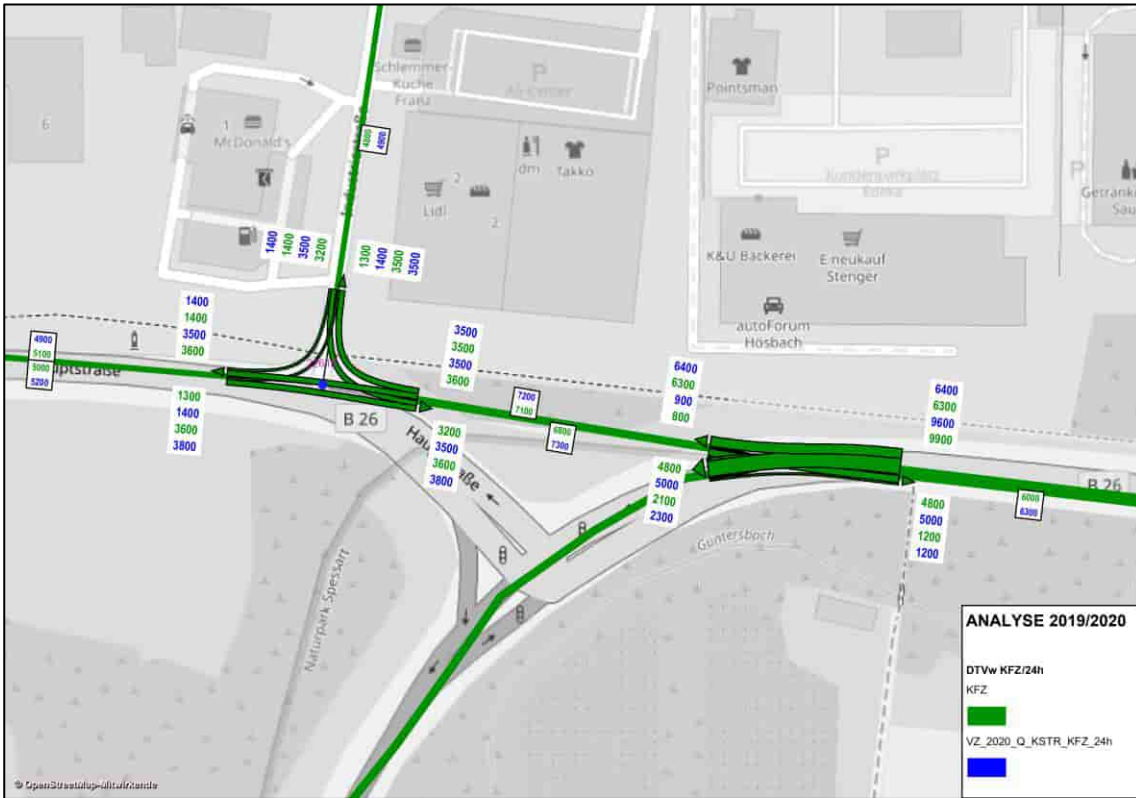 Schlemmer-
Küche
Franz
P
Ali-Center
Pointsman
6
1
McDonald's
4800
4900
dm
Takko
2
Lidl
2
P
Kundenparkplatz
Edeka
P
K&U Bäckerei
E neukauf
Stenger
autoForum
Hösbach
1400
1400
3500
3200
1300
1400
3500
3500
1400
1400
3500
3600
4900
5100
5000
5200
1300
1400
3600
3800
B 26
3500
3500
3500
3600
7200
7100
6800
7300
3200
3500
3600
3800
6400
6300
900
800
4800
5000
2100
2300
6400
6300
9600
9900
4800
5000
1200
1200
B 26
6000
6300
Naturpark Spessart
ANALYSE 2019/2020
DTVw KFZ/24h
KFZ
VZ_2020_Q_KSTR_KFZ_24h
© OpenStreetMap-Mitwirkende